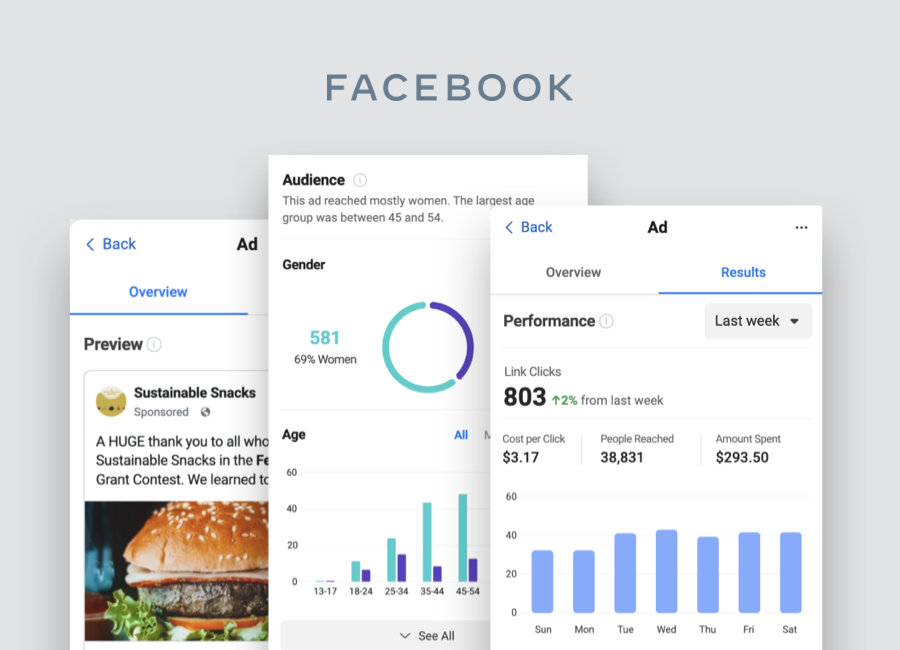 FACEBOOK
Back
Ad
Overview
Preview
Sustainable Snacks
Sponsored
A HUGE thank you to all who
Sustainable Snacks in the
Grant Contest. We learned
Audience
This ad reached mostly women. The largest age
group was between 45 and 54.
Gender
581
69% Women
Age
All
60
40
20
0
13-17 18-24 25-34 35-44 45-54
See All
Back
Ad
Overview
Results
Performance
Last week
Link Clicks
803 ↑2% from last week
Cost per Click People Reached Amount Spent
$3.17 38,831 $293.50
60
40
20
0
Sun Mon Tue Wed Thu Fri Sat